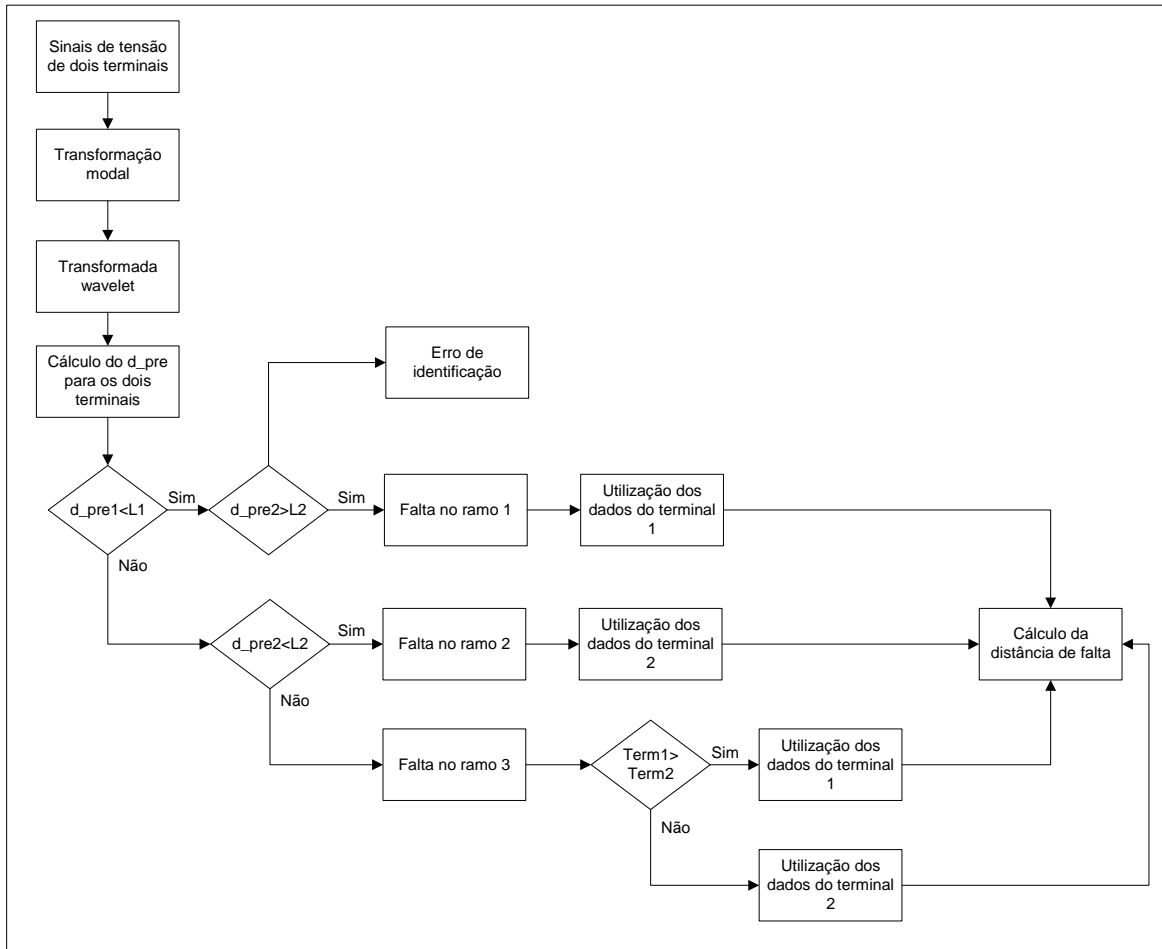 Sinais de tensão
de dois terminais
Transformação
modal
Transformada
wavelet
Cálculo do d_pre
para os dois
terminais
Erro de
identificação
d_pre1<L1
Sim
d_pre2>L2
Sim
Falta no ramo 1
Utilização dos
dados do terminal
1
Não
d_pre2<L2
Sim
Falta no ramo 2
Utilização dos
dados do terminal
2
Cálculo da
distância de falta
Não
Falta no ramo 3
Term1>
Term2
Sim
Utilização dos
dados do terminal
1
Não
Utilização dos
dados do terminal
2